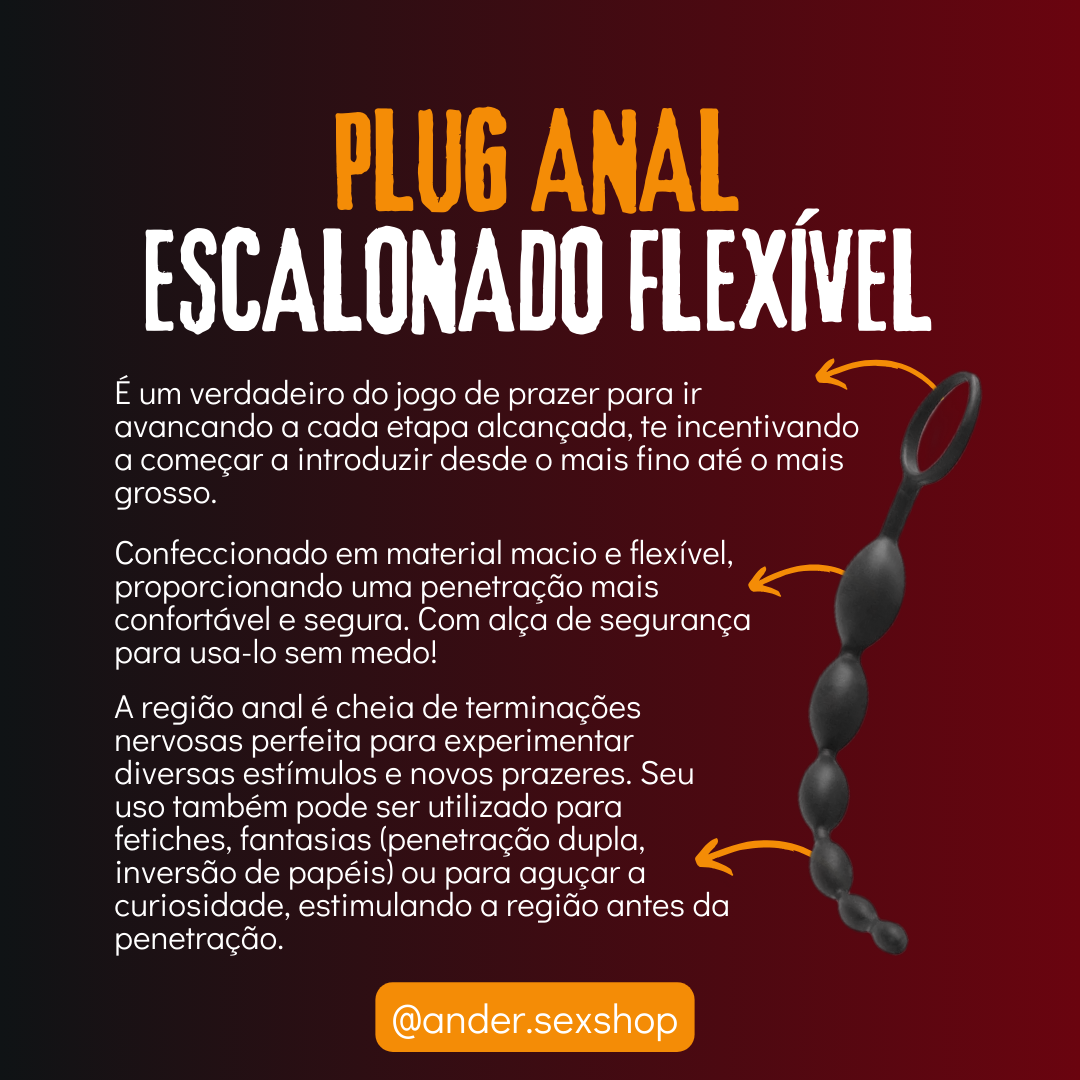 PLUG ANAL
ESCALONADO FLEXÍVEL
É um verdadeiro do jogo de prazer para ir
avancando a cada etapa alcançada, te incentivando
a começar a introduzir desde o mais fino até o mais
grosso.
Confeccionado em material macio e flexível,
proporcionando uma penetração mais
confortável e segura. Com alça de segurança
para usa-lo sem medo!
A região anal é cheia de terminações
nervosas perfeita para experimentar
diversas estímulos e novos prazeres. Seu
uso também pode ser utilizado para
fetiches, fantasias (penetração dupla,
inversão de papéis) ou para aguçar a
curiosidade, estimulando a região antes da
penetração.
@ander.sexshop